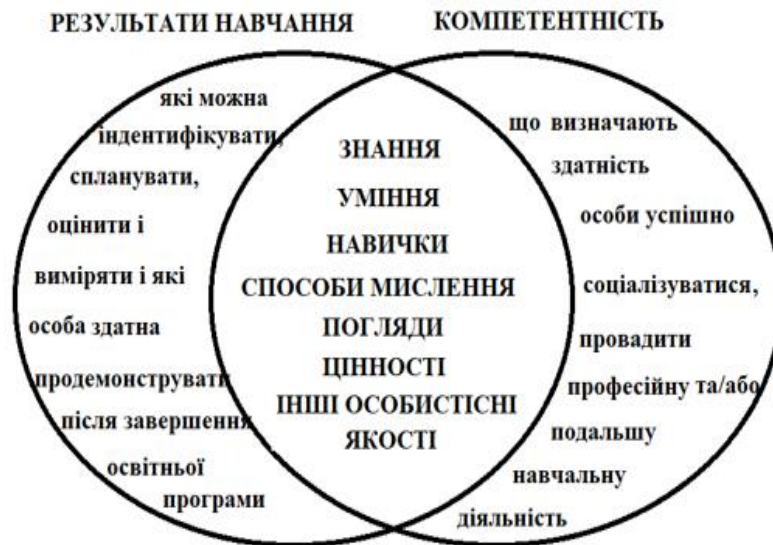 РЕЗУЛЬТАТИ НАВЧАННЯ
КОМПЕТЕНТНІСТЬ
які можна
індентифікувати,
спланувати,
оцінити і
виміряти і які
особа здатна
продемонструвати
після завершення
освітньої
програми
ЗНАННЯ
УМІННЯ
НАВИЧКИ
СПОСОБИ МИСЛЕННЯ
ПОГЛЯДИ
ЦІННОСТІ
ІНШІ ОСОБИСТІСНІ
ЯКОСТІ
що визначають
здатність
особи успішно
соціалізуватися,
провадити
професійну та/або
подальшу
навчальну
діяльність